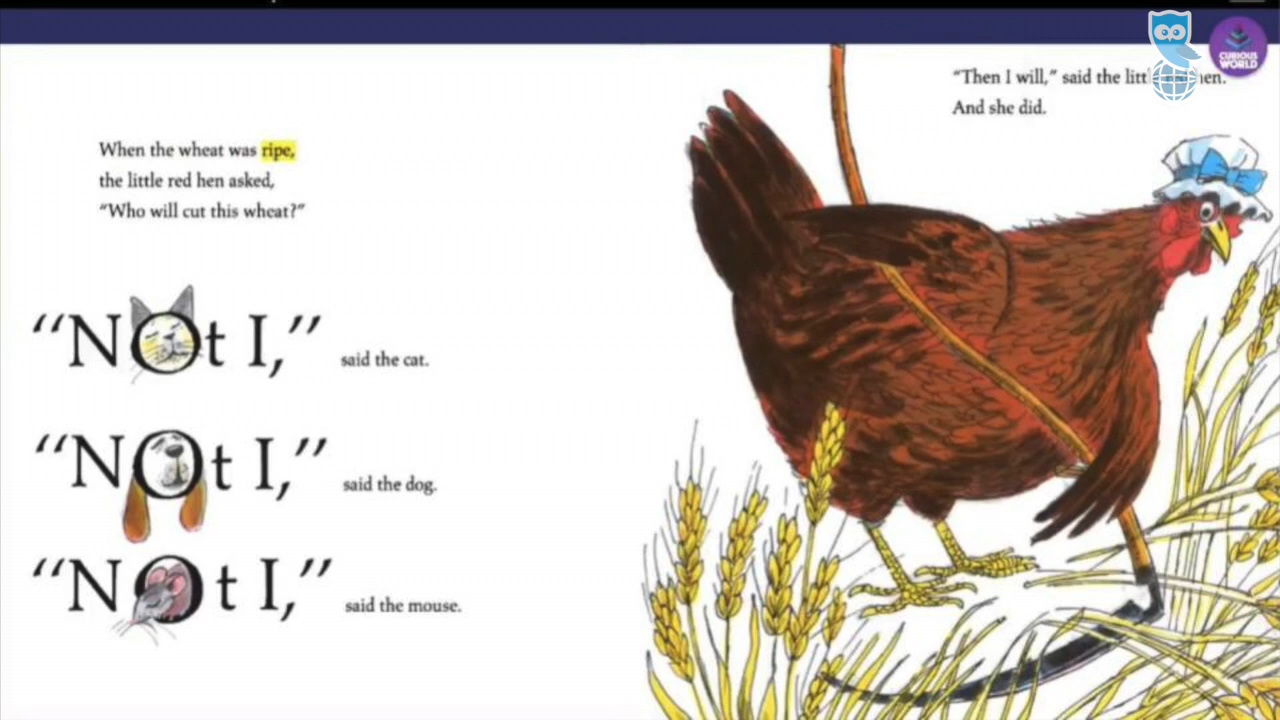 When the wheat was ripe,
the little red hen asked,
“Who will cut this wheat?”
“NOt I,” said the cat.
“NOt I,” said the dog.
“NOt I,” said the mouse.
“Then I will,” said the hen.
And she did.
CURIOUS
WORLD